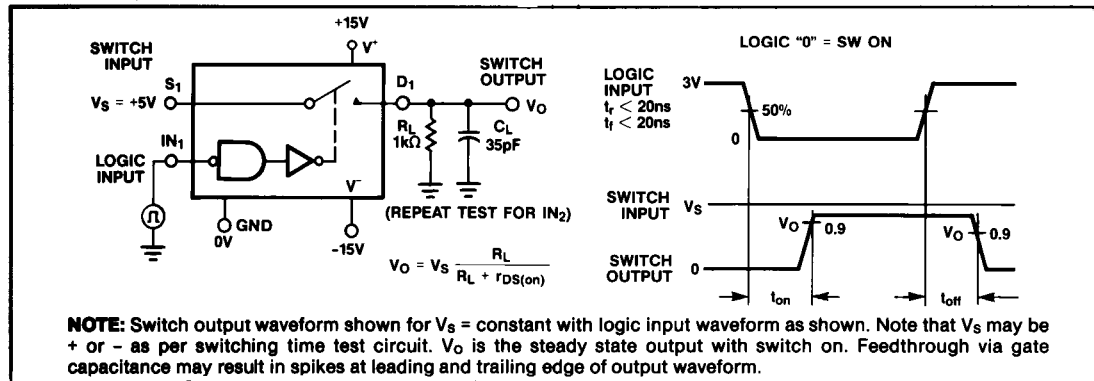 +15V
V+
SWITCH INPUT
S1
VS = +5V
D1
SWITCH OUTPUT
VO
RL
1kΩ
CL
35pF
IN1
LOGIC INPUT
V−
GND
0V
-15V
(REPEAT TEST FOR IN2)
VO = VS RL / RL + rDS(on)
LOGIC "0" = SW ON
LOGIC INPUT
tr < 20ns
tf < 20ns
3V
50%
0
SWITCH INPUT
VS
VO
0.9
VO
0.9
SWITCH OUTPUT
0
ton
toff
NOTE: Switch output waveform shown for VS = constant with logic input waveform as shown. Note that VS may be
+ or – as per switching time test circuit. VO is the steady state output with switch on. Feedthrough via gate
capacitance may result in spikes at leading and trailing edge of output waveform.